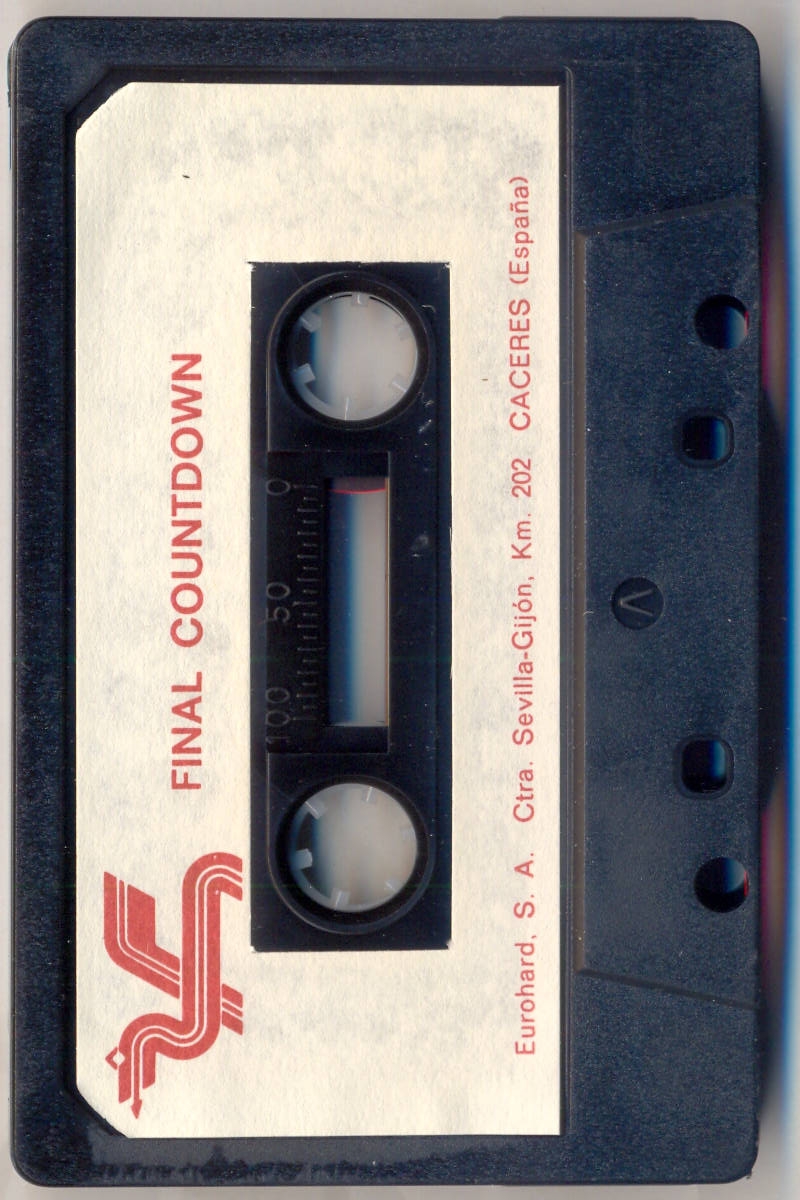 FINAL COUNTDOWN
100 50 0
Eurohard, S. A. Ctra. Sevilla-Gijón, Km. 202 CACERES (España)
V